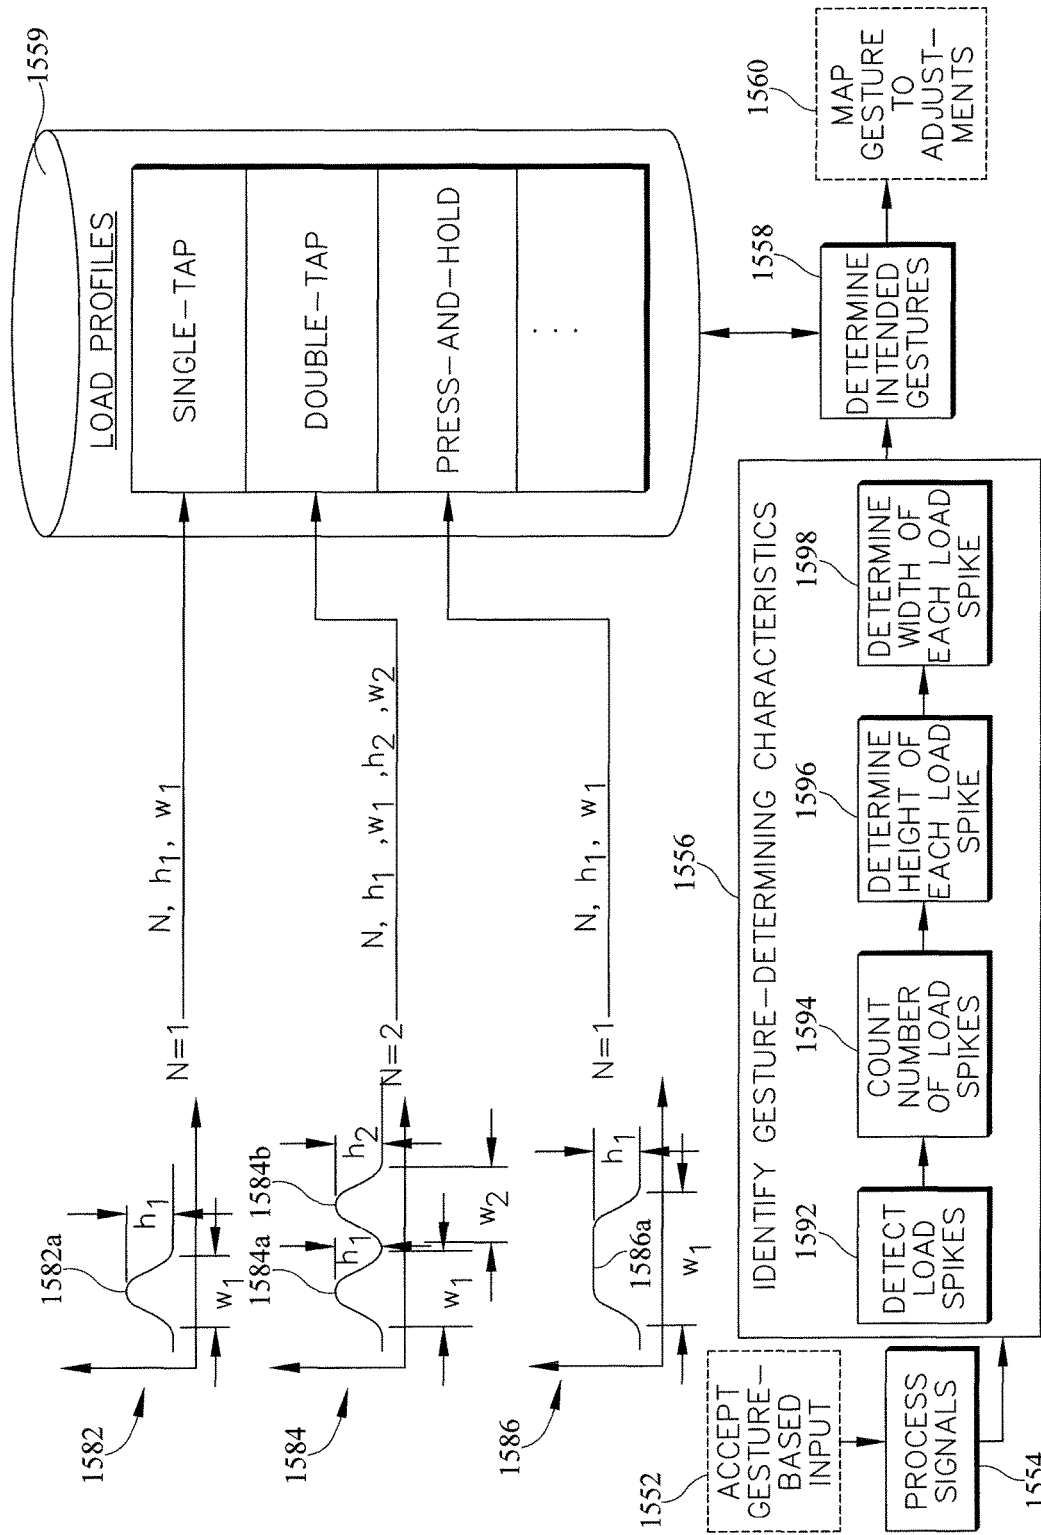 1582
1582a
h1
w1
N=1
N, h1, w1
1584
1584a
1584b
h1
h2
w1
w2
N=2
N, h1 ,w1 ,h2 ,w2
1586
1586a
h1
w1
N=1
N, h1, w1
1559
LOAD PROFILES
SINGLE-TAP
DOUBLE-TAP
PRESS-AND-HOLD
. . .
1552
ACCEPT
GESTURE-
BASED
INPUT
PROCESS
SIGNALS
1554
1556
IDENTIFY GESTURE-DETERMINING CHARACTERISTICS
1592
DETECT
LOAD
SPIKES
1594
COUNT
NUMBER
OF LOAD
SPIKES
1596
DETERMINE
HEIGHT OF
EACH LOAD
SPIKE
1598
DETERMINE
WIDTH OF
EACH LOAD
SPIKE
1558
DETERMINE
INTENDED
GESTURES
1560
MAP
GESTURE
TO
ADJUST-
MENTS